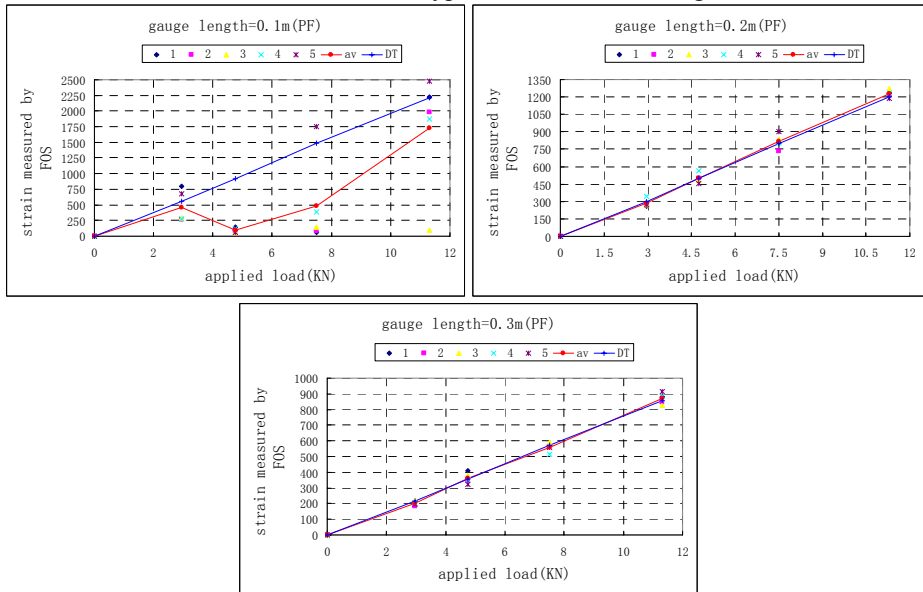 gauge length=0.1m(PF)
1 2 3 4 5 av DT
2500
2250
2000
1750
1500
1250
1000
750
500
250
0
0 2 4 6 8 10 12
strain measured by
FOS
applied load(KN)
gauge length=0.2m(PF)
1 2 3 4 5 av DT
1350
1200
1050
900
750
600
450
300
150
0
0 1.5 3 4.5 6 7.5 9 10.5 12
strain measured by
FOS
applied load(KN)
gauge length=0.3m(PF)
1 2 3 4 5 av DT
1000
900
800
700
600
500
400
300
200
100
0
0 2 4 6 8 10 12
strain measured by
FOS
applied load(KN)